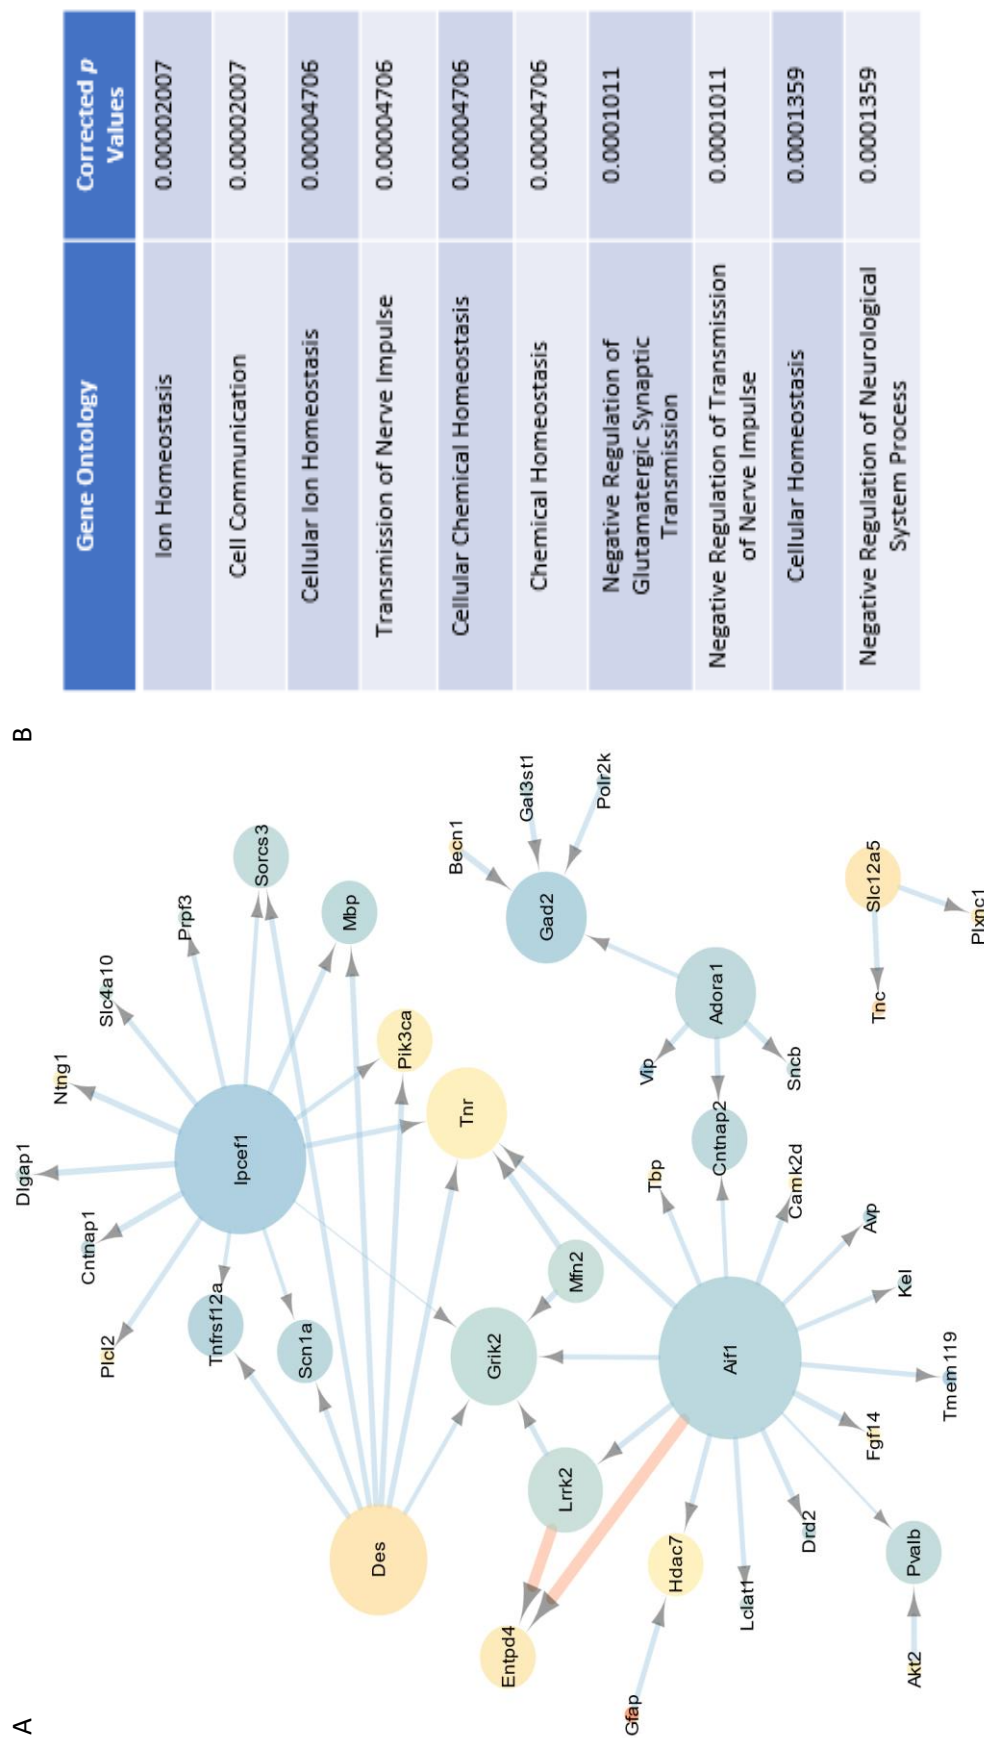 A
Gfap
Akt2
Entpd4
Hdac7
Lclat1
Drd2
Pvalb
Des
Lrrk2
Fgf14
Tmem119
Plcl2
Tnfrsf12a
Scn1a
Grik2
Aif1
Kel
Avp
Cntnap1
Mfn2
Camk2d
Dlgap1
Ipcef1
Tnr
Tbp
Cntnap2
Ntng1
Pik3ca
Vip
Sncb
Slc4a10
Adora1
Tnc
Prpf3
Mbp
Gad2
Plxnc1
Sorcs3
Becn1
Slc12a5
Gal3st1
Polr2k
B
Gene Ontology
Corrected p
Values
Ion Homeostasis
0.00002007
Cell Communication
0.00002007
Cellular Ion Homeostasis
0.00004706
Transmission of Nerve Impulse
0.00004706
Cellular Chemical Homeostasis
0.00004706
Chemical Homeostasis
0.00004706
Negative Regulation of
Glutamatergic Synaptic
Transmission
0.0001011
Negative Regulation of Transmission
of Nerve Impulse
0.0001011
Cellular Homeostasis
0.0001359
Negative Regulation of Neurological
System Process
0.0001359